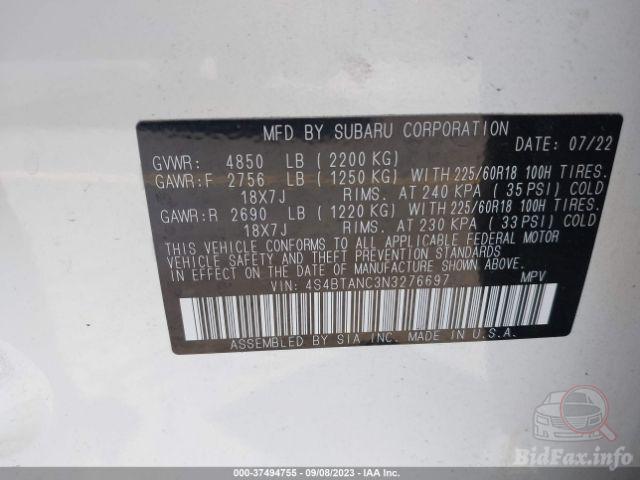 MFD BY SUBARU CORPORATION
DATE: 07/22
GVWR: 4850 LB (2200 KG)
GAWR:F 2756 LB (1250 KG) WITH 225/60R18 100H TIRES.
18X7J RIMS. AT 240 KPA (35 PSI) COLD
GAWR:R 2690 LB (1220 KG) WITH 225/60R18 100H TIRES.
18X7J RIMS. AT 230 KPA (33 PSI) COLD
THIS VEHICLE CONFORMS TO ALL APPLICABLE FEDERAL MOTOR
VEHICLE SAFETY AND THEFT PREVENTION STANDARDS
IN EFFECT ON THE DATE OF MANUFACTURE SHOWN ABOVE.
VIN: 4S4BTANC3N3276697 MPV
ASSEMBLED BY SIA INC. MADE IN U.S.A.
BidFax.info
000-37494755 - 09/08/2023 - IAA Inc.